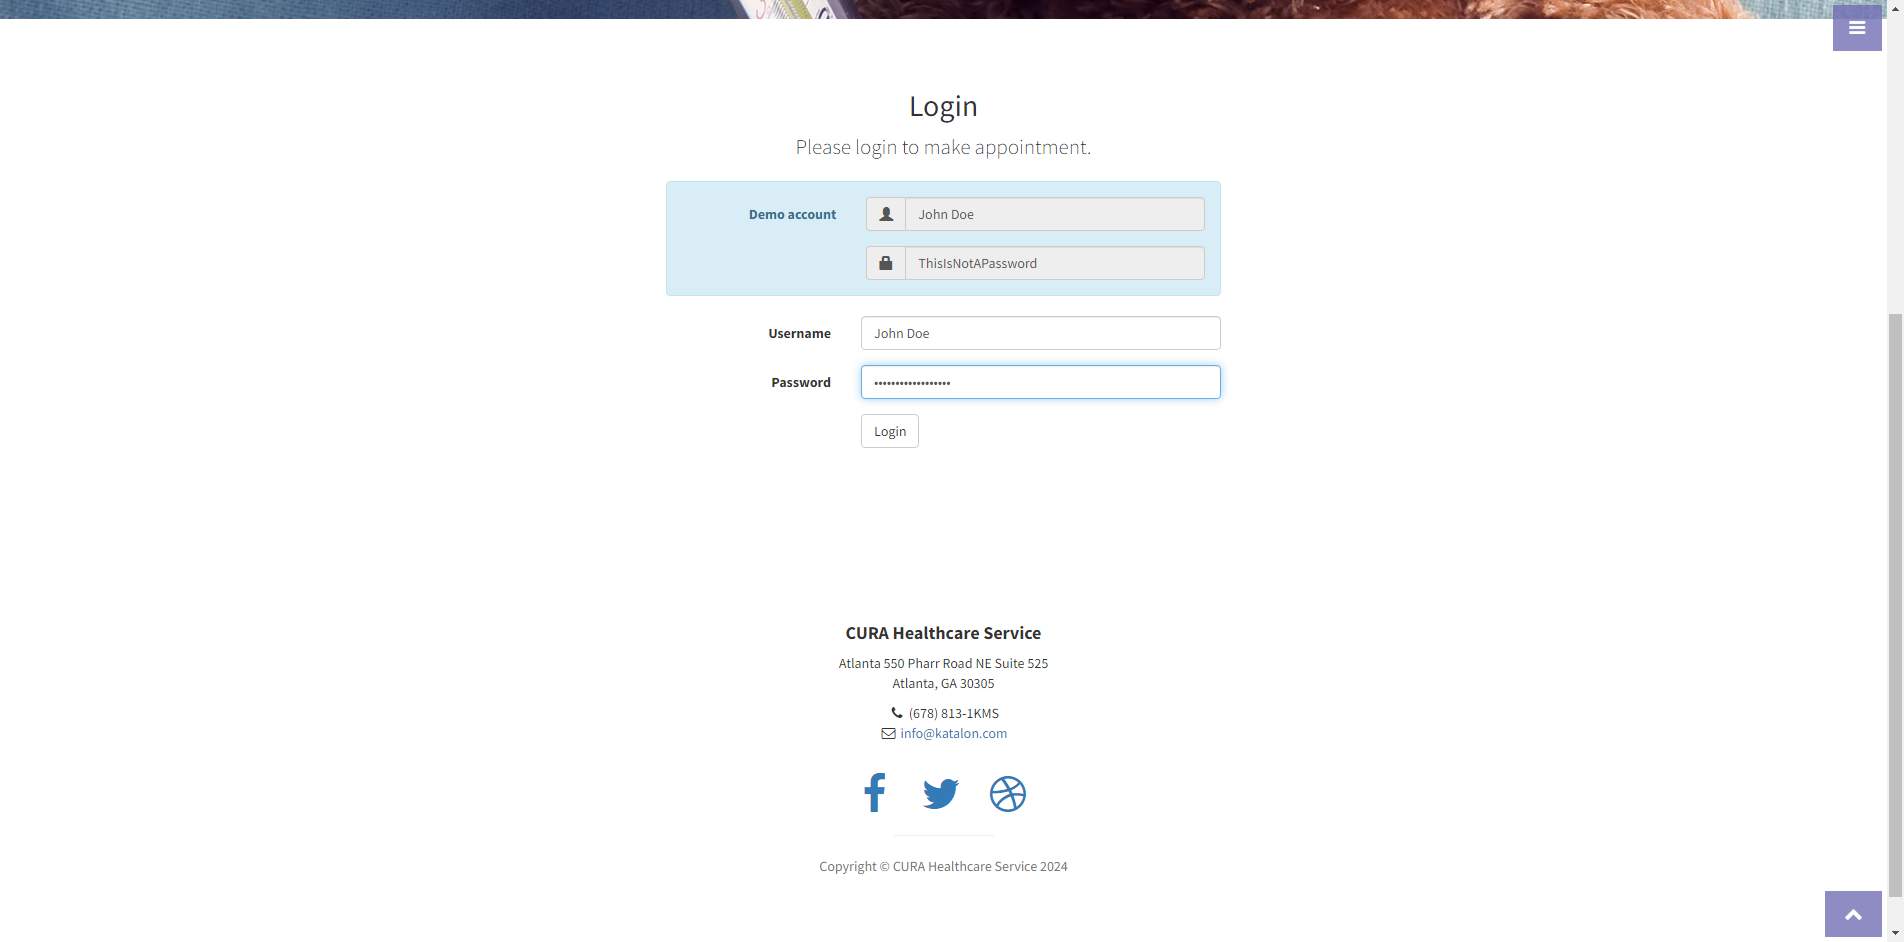 Login
Please login to make appointment.
Demo account
John Doe
ThisIsNotAPassword
Username
John Doe
Password
••••••••••••••••••
Login
CURA Healthcare Service
Atlanta 550 Pharr Road NE Suite 525
Atlanta, GA 30305
(678) 813-1KMS
info@katalon.com
Copyright © CURA Healthcare Service 2024